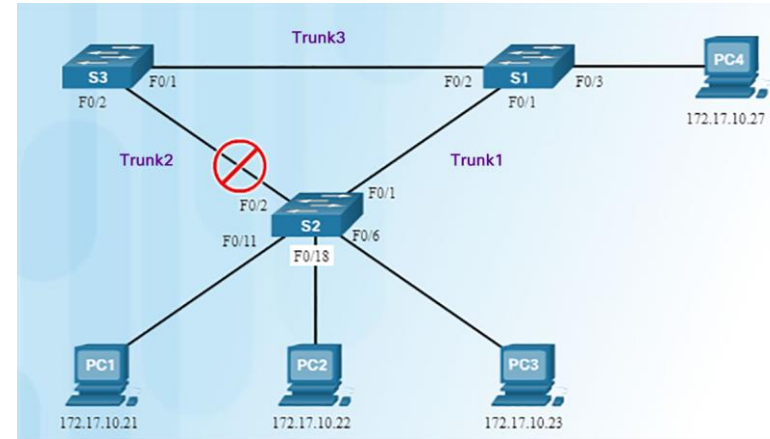 Trunk3
S3
F0/1
F0/2
S1
F0/3
PC4
F0/2
F0/1
172.17.10.27
Trunk2
Trunk1
F0/2
F0/1
S2
F0/11
F0/6
F0/18
PC1
PC2
PC3
172.17.10.21
172.17.10.22
172.17.10.23